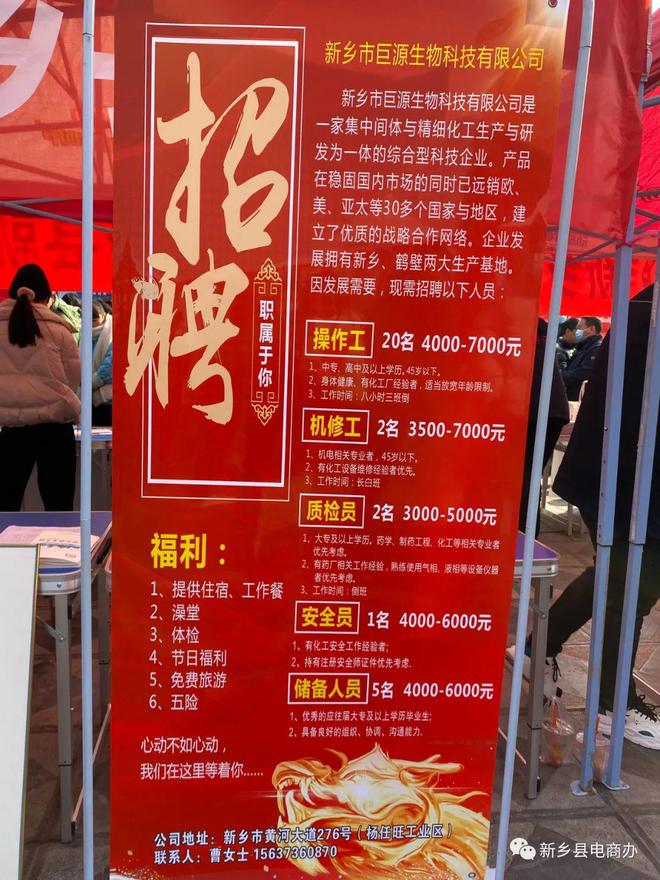 招聘
职属于你
新乡市巨源生物科技有限公司
新乡市巨源生物科技有限公司是
一家集中间体与精细化工生产与研
发为一体的综合型科技企业。产品
在稳固国内市场的同时已远销欧、
美、亚太等30多个国家与地区，建
立了优质的战略合作网络。企业发
展拥有新乡、鹤壁两大生产基地。
因发展需要，现需招聘以下人员：
操作工 20名 4000-7000元
1、中专、高中及以上学历，45岁以下。
2、身体健康、有化工厂经验者，适当放宽年龄限制。
3、工作时间：八小时三班倒
机修工 2名 3500-7000元
1、机电相关专业者，45岁以下。
2、有化工设备维修经验者优先。
3、工作时间：长白班
质检员 2名 3000-5000元
1、大专及以上学历。药学、制药工程、化工等相关专业者
优先考虑。
2、有药厂相关工作经验，熟练使用气相、液相等设备仪器
者优先考虑。
3、工作时间：倒班
安全员 1名 4000-6000元
1、有化工安全工作经验者；
2、持有注册安全师证件优先考虑.
储备人员 5名 4000-6000元
1、优秀的应往届大专及以上学历毕业生；
2、具备良好的组织、协调、沟通能力.
福利：
1、提供住宿、工作餐
2、澡堂
3、体检
4、节日福利
5、免费旅游
6、五险
心动不如心动，
我们在这里等着你......
公司地址：新乡市黄河大道276号（杨任旺工业区）
联系人：曹女士 15637360870
新乡县电商办